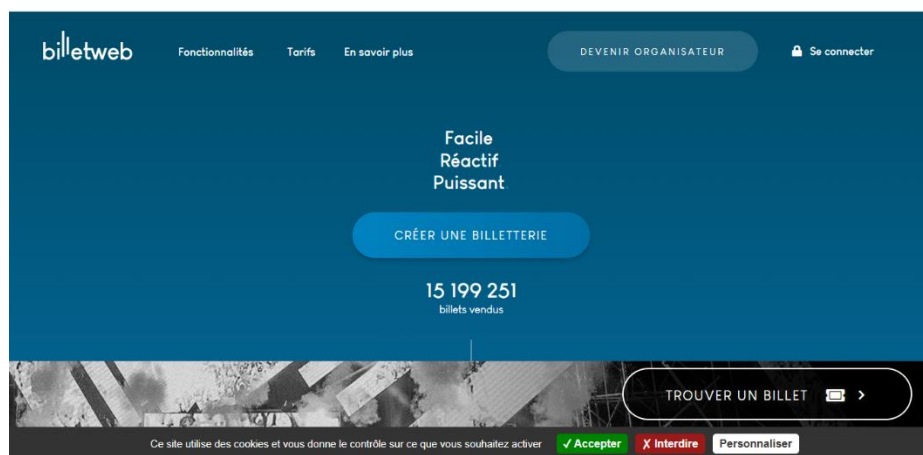 billetweb
Fonctionnalités
Tarifs
En savoir plus
DEVENIR ORGANISATEUR
Se connecter
Facile
Réactif
Puissant.
CRÉER UNE BILLETTERIE
15 199 251
billets vendus
TROUVER UN BILLET
Ce site utilise des cookies et vous donne le contrôle sur ce que vous souhaitez activer
✓ Accepter
✗ Interdire
Personnaliser